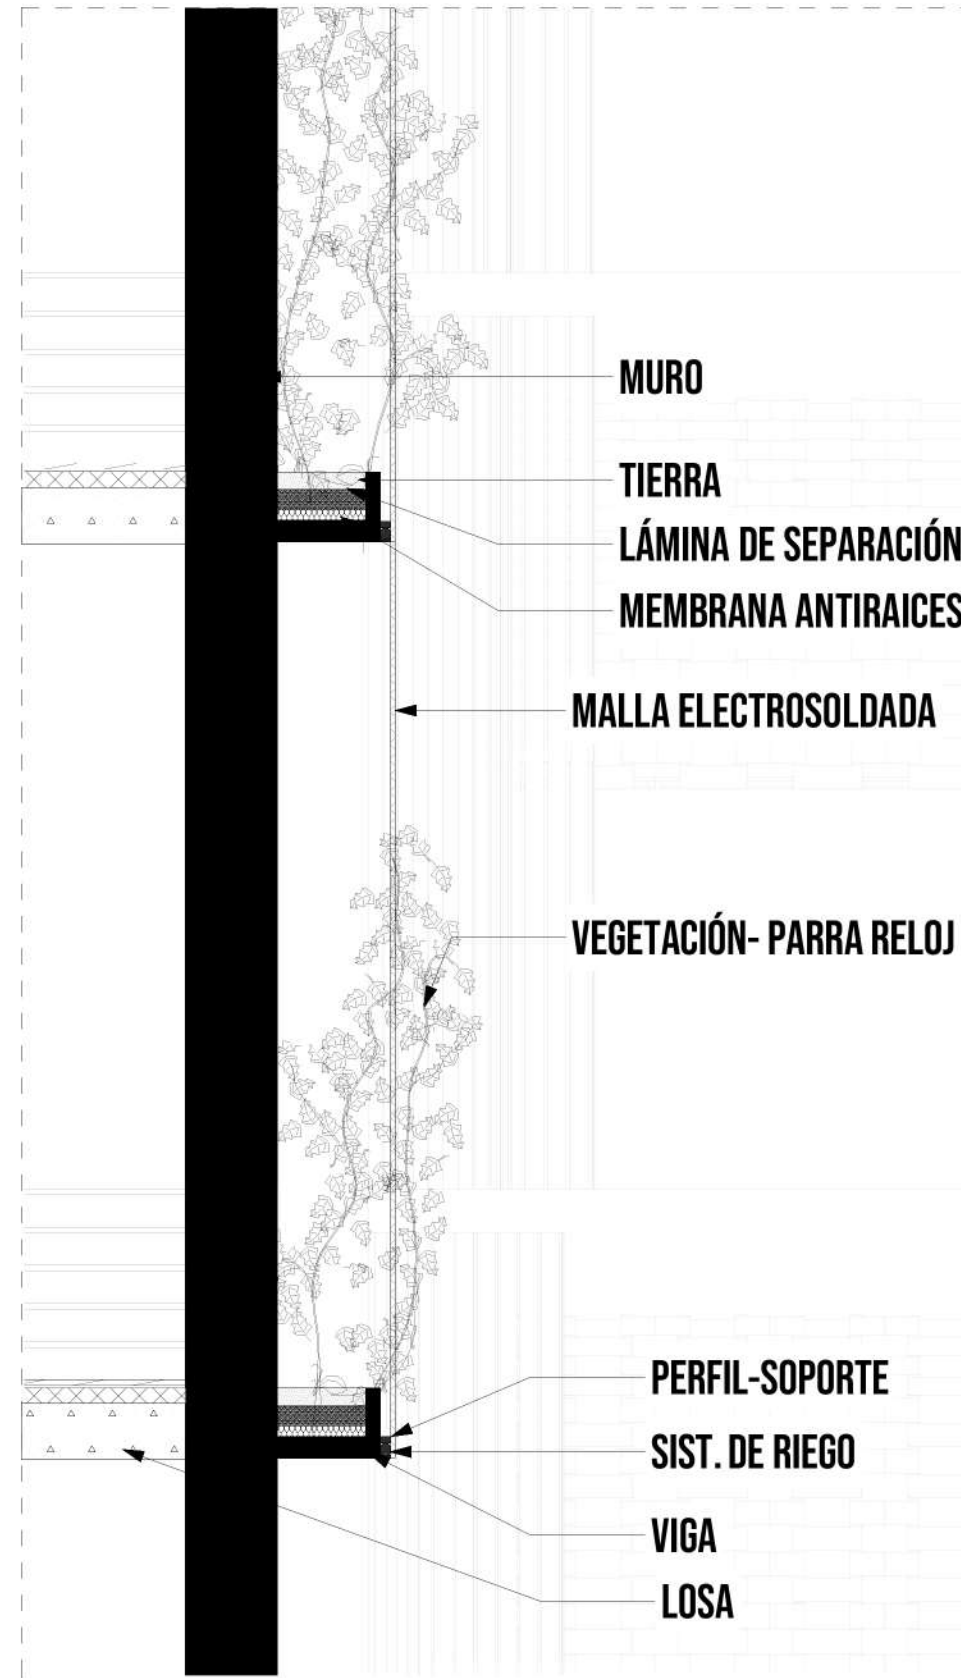 MURO
TIERRA
LÁMINA DE SEPARACIÓN
MEMBRANA ANTIRAICES
MALLA ELECTROSOLDADA
VEGETACIÓN- PARRA RELOJ
PERFIL-SOPORTE
SIST. DE RIEGO
VIGA
LOSA